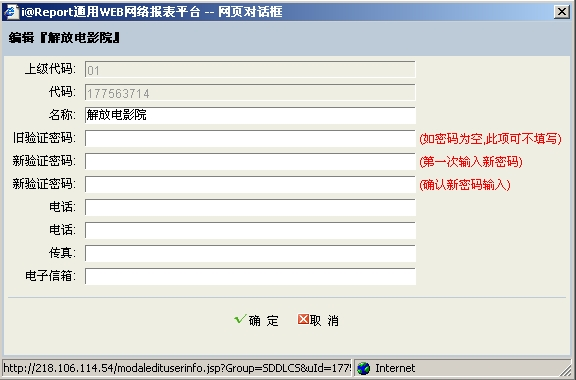 i@Report通用WEB网络报表平台 -- 网页对话框
编辑『解放电影院』
上级代码: 01
代码: 177563714
名称: 解放电影院
旧验证密码: (如密码为空,此项可不填写)
新验证密码: (第一次输入新密码)
新验证密码: (确认新密码输入)
电话:
电话:
传真:
电子信箱:
确 定 取 消
http://218.106.114.54/modaledituserinfo.jsp?Group=SDDLCS&uId=177 Internet